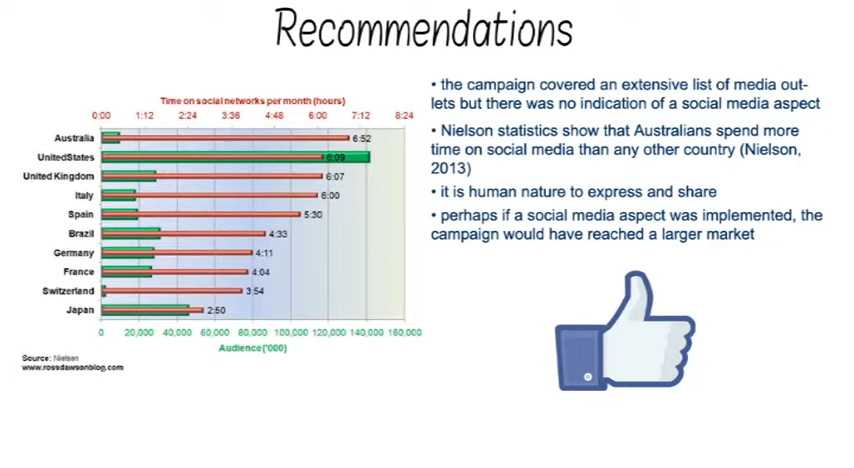 Recommendations
Time on social networks per month (hours)
0:00 1:12 2:24 3:36 4:48 6:00 7:12 8:24
Australia 6:52
UnitedStates 6:09
United Kingdom 6:07
Italy 6:00
Spain 5:30
Brazil 4:33
Germany 4:11
France 4:04
Switzerland 3:54
Japan 2:50
0 20,000 40,000 60,000 80,000 100,000 120,000 140,000 160,000
Audience ('000)
Source: Nielsen
www.rossdawsonblog.com
• the campaign covered an extensive list of media out-
lets but there was no indication of a social media aspect
• Nielson statistics show that Australians spend more
time on social media than any other country (Nielson,
2013)
• it is human nature to express and share
• perhaps if a social media aspect was implemented, the
campaign would have reached a larger market